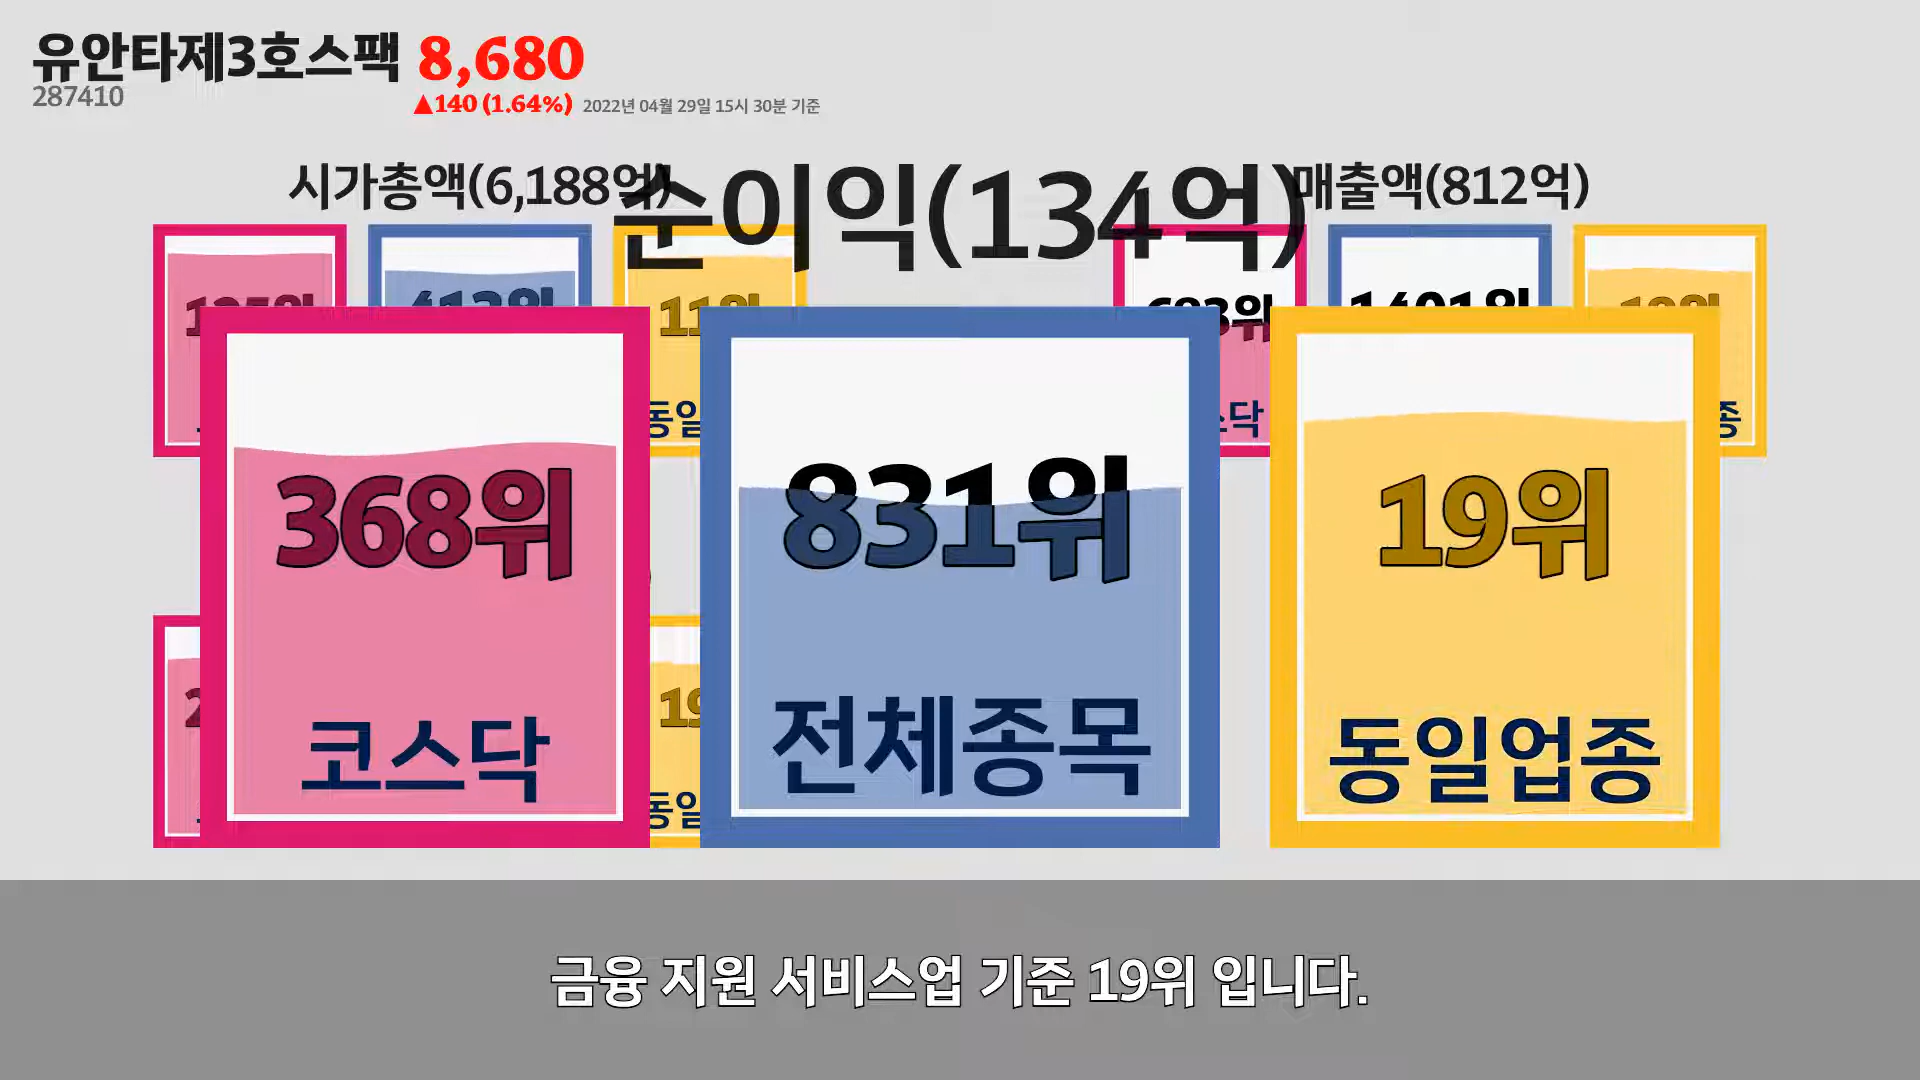 유안타제3호스팩 8,680
287410
▲140 (1.64%) 2022년 04월 29일 15시 30분 기준
시가총액(6,188억)
순이익(134억)
매출액(812억)
368위
831위
19위
코스닥
전체종목
동일업종
금융 지원 서비스업 기준 19위 입니다.